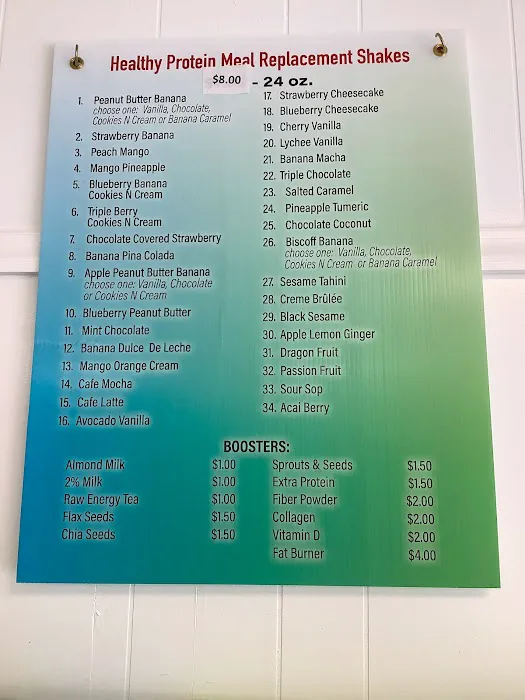 Healthy Protein Meal Replacement Shakes
$8.00 - 24 oz.
1. Peanut Butter Banana
choose one: Vanilla, Chocolate,
Cookies N Cream or Banana Caramel
2. Strawberry Banana
3. Peach Mango
4. Mango Pineapple
5. Blueberry Banana
Cookies N Cream
6. Triple Berry
Cookies N Cream
7. Chocolate Covered Strawberry
8. Banana Pina Colada
9. Apple Peanut Butter Banana
choose one: Vanilla, Chocolate
or Cookies N Cream
10. Blueberry Peanut Butter
11. Mint Chocolate
12. Banana Dulce De Leche
13. Mango Orange Cream
14. Cafe Mocha
15. Cafe Latte
16. Avocado Vanilla
17. Strawberry Cheesecake
18. Blueberry Cheesecake
19. Cherry Vanilla
20. Lychee Vanilla
21. Banana Macha
22. Triple Chocolate
23. Salted Caramel
24. Pineapple Tumeric
25. Chocolate Coconut
26. Biscoff Banana
choose one: Vanilla, Chocolate,
Cookies N Cream or Banana Caramel
27. Sesame Tahini
28. Creme Brûlée
29. Black Sesame
30. Apple Lemon Ginger
31. Dragon Fruit
32. Passion Fruit
33. Sour Sop
34. Acai Berry
BOOSTERS:
Almond Milk $1.00
2% Milk $1.00
Raw Energy Tea $1.00
Flax Seeds $1.50
Chia Seeds $1.50
Sprouts & Seeds $1.50
Extra Protein $1.50
Fiber Powder $2.00
Collagen $2.00
Vitamin D $2.00
Fat Burner $4.00